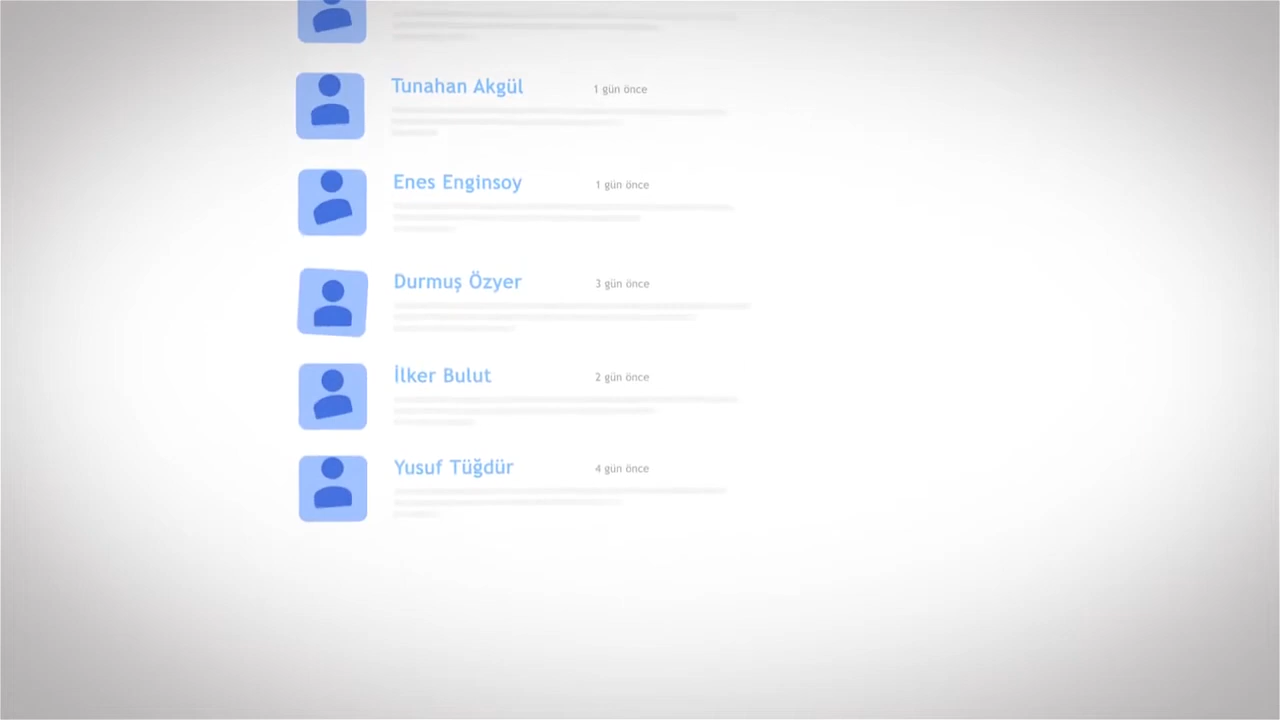 Tunahan Akgül 1 gün önce
Enes Enginsoy 1 gün önce
Durmuş Özyer 3 gün önce
İlker Bulut 2 gün önce
Yusuf Tüğdür 4 gün önce